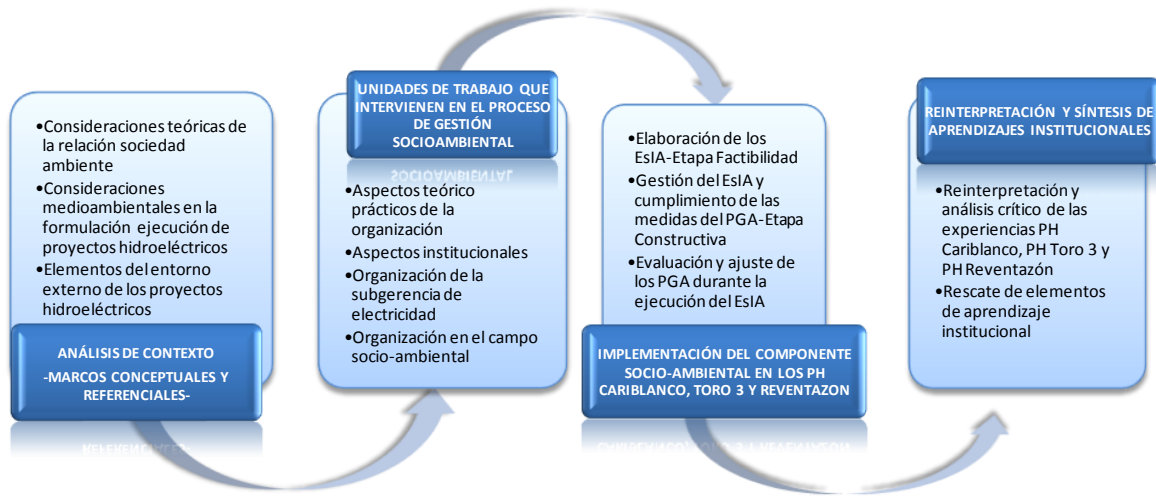 •Consideraciones teóricas de
la relación sociedad
ambiente
•Consideraciones
medioambientales en la
formulación ejecución de
proyectos hidroeléctricos
•Elementos del entorno
externo de los proyectos
hidroeléctricos
ANÁLISIS DE CONTEXTO
-MARCOS CONCEPTUALES Y
REFERENCIALES-
UNIDADES DE TRABAJO QUE
INTERVIENEN EN EL PROCESO
DE GESTIÓN
SOCIOAMBIENTAL
•Aspectos teórico
prácticos de la
organización
•Aspectos institucionales
•Organización de la
subgerencia de
electricidad
•Organización en el campo
socio-ambiental
•Elaboración de los
EsIA-Etapa Factibilidad
•Gestión del EsIA y
cumplimiento de las
medidas del PGA-Etapa
Constructiva
•Evaluación y ajuste de
los PGA durante la
ejecución del EsIA
IMPLEMENTACIÓN DEL COMPONENTE
SOCIO-AMBIENTAL EN LOS PH
CARIBLANCO, TORO 3 Y REVENTAZON
REINTERPRETACIÓN Y SÍNTESIS DE
APRENDIZAJES INSTITUCIONALES
•Reinterpretación y
análisis crítico de las
experiencias PH
Cariblanco, PH Toro 3 y
PH Reventazón
•Rescate de elementos
de aprendizaje
institucional